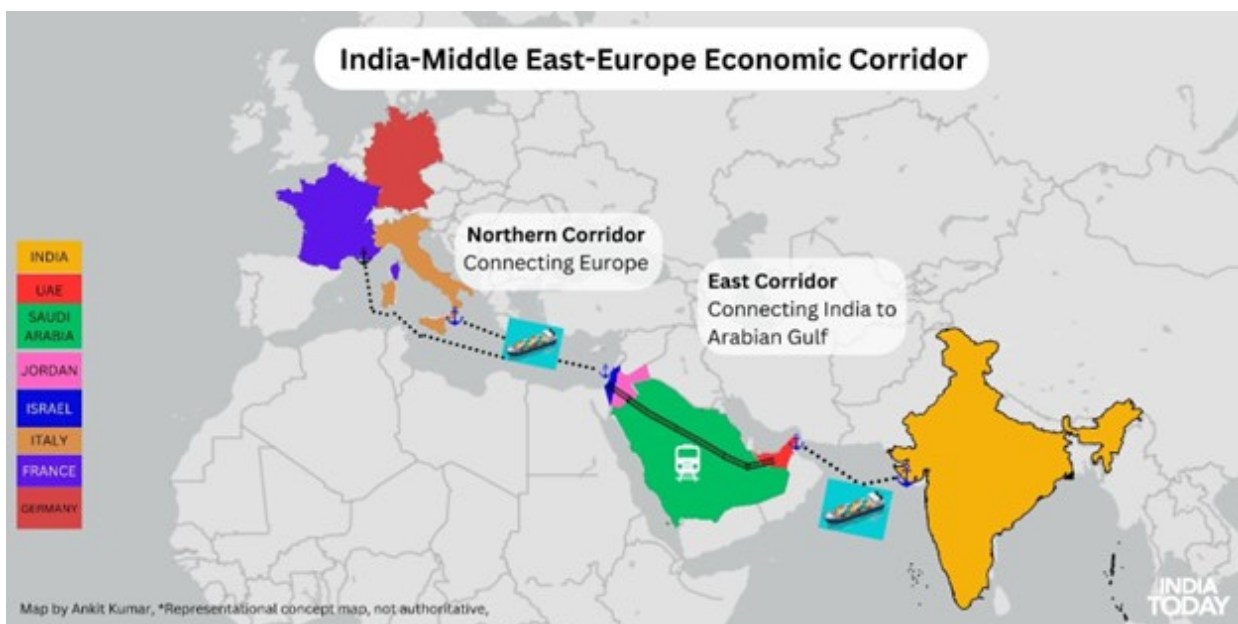 India-Middle East-Europe Economic Corridor
Northern Corridor
Connecting Europe
East Corridor
Connecting India to
Arabian Gulf
INDIA
UAE
SAUDI
ARABIA
JORDAN
ISRAEL
ITALY
FRANCE
GERMANY
Map by Ankit Kumar, *Representational concept map, not authoritative,
INDIA
TODAY